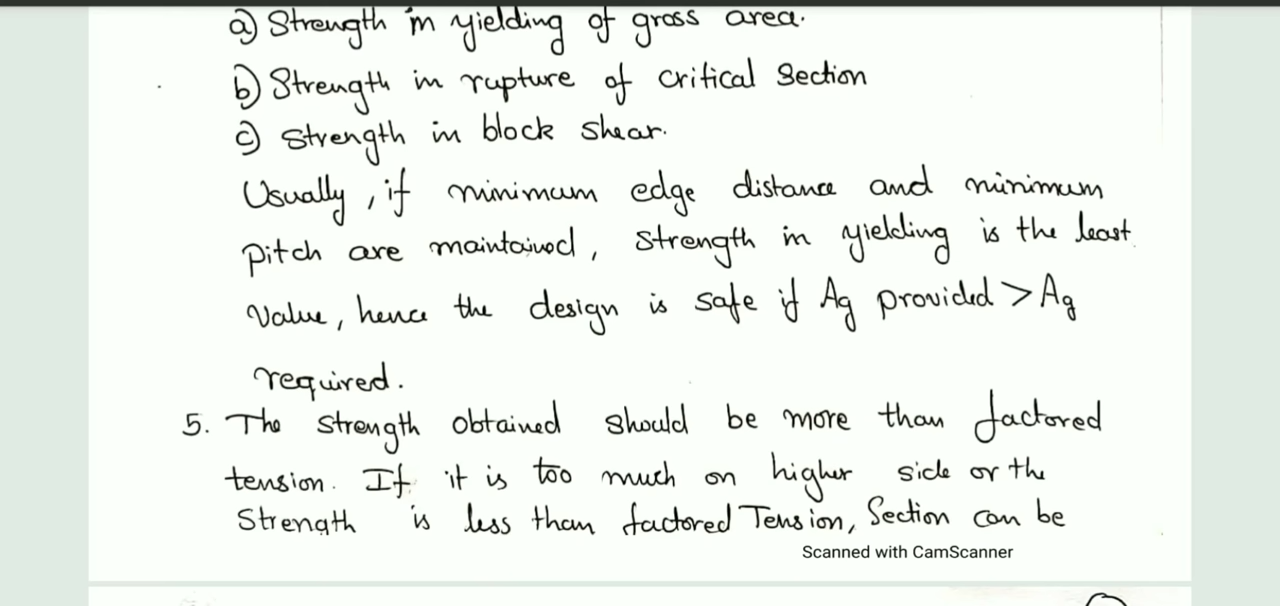 a) Strength in yielding of gross area.
b) Strength in rupture of critical Section
c) Strength in block shear.
Usually, if minimum edge distance and minimum
pitch are maintained, strength in yielding is the least
value, hence the design is safe if Ag provided > Ag
required.
5. The strength obtained should be more than factored
tension. If it is too much on higher side or the
Strength is less than factored Tension, Section can be
Scanned with CamScanner